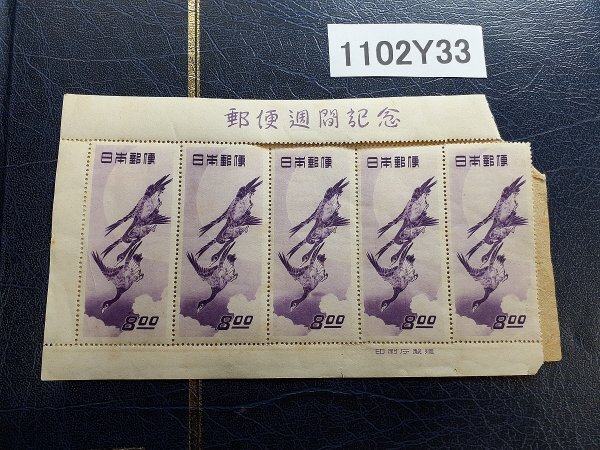 1102Y33
郵便週間記念
日本郵便 日本郵便 日本郵便 日本郵便 日本郵便
8.00 8.00 8.00 8.00 8.00
印刷庁製造